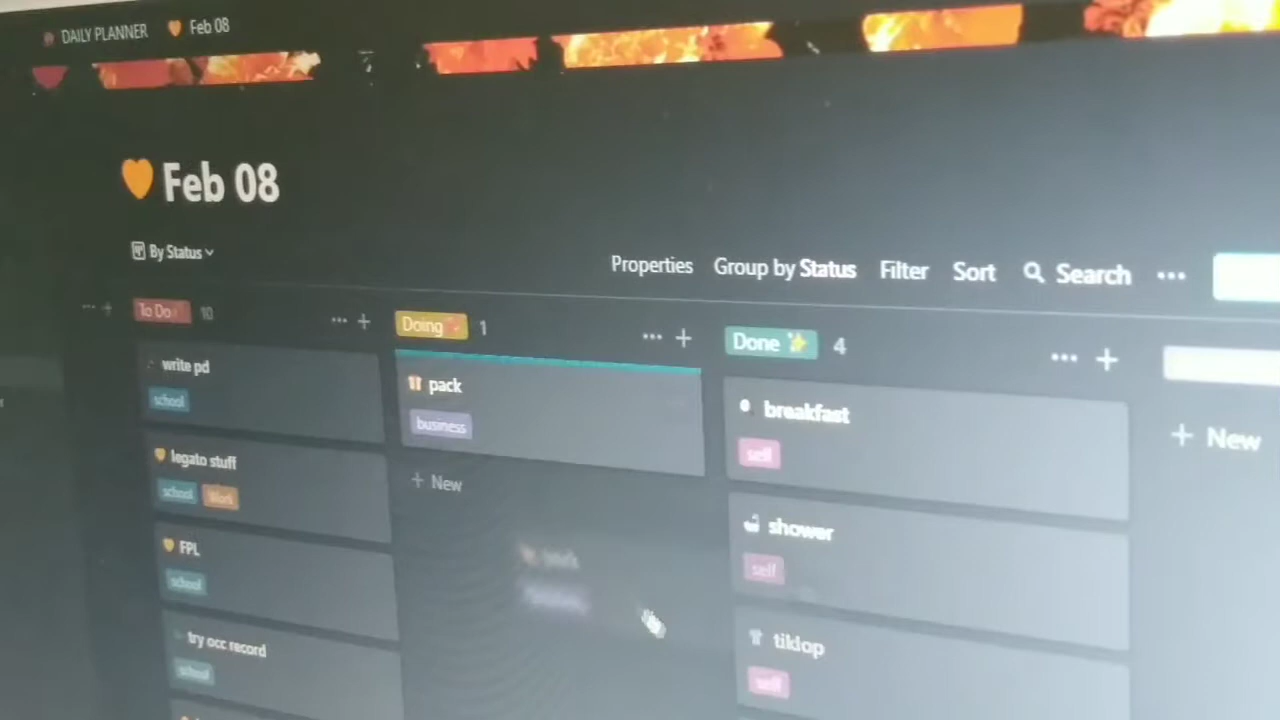 DAILY PLANNER 🧡 Feb 08
🧡 Feb 08
By Status
Properties Group by Status Filter Sort Search ...
To Do 10 ... +
write pd
school
🧡 legato stuff
school Work
🧡 FPL
school
try occ record
school
Doing 1 ... +
pack
business
+ New
Done ✨ 4 ... +
breakfast
self
shower
self
tiklop
self
+ New